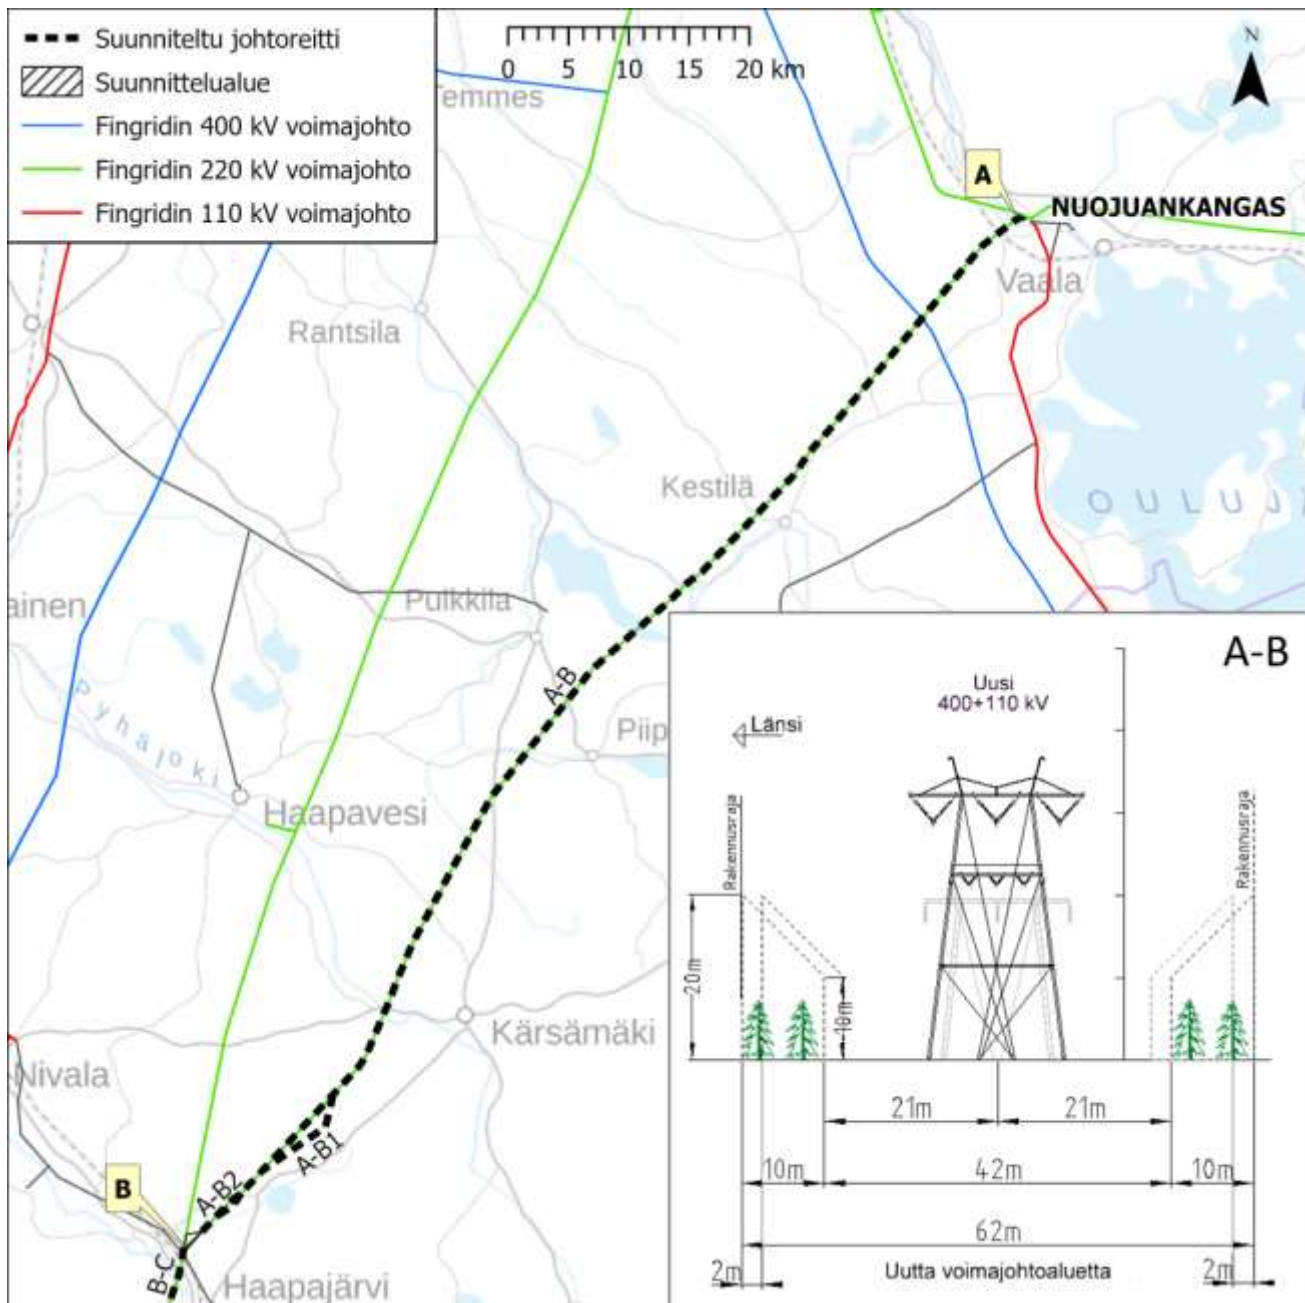 Suunniteltu johtoreitti
Suunnittelualue
Fingridin 400 kV voimajohto
Fingridin 220 kV voimajohto
Fingridin 110 kV voimajohto
0 5 10 15 20 km
N
emmes
A
NUOJUANKANGAS
Vaala
Rantsila
Kestilä
OULUJ
ainen
Pulkkila
Pyhäjoki
A-B
Piip
Haapavesi
Kärsämäki
Nivala
A-B1
A-B2
B
B-C
Haapajärvi
A-B
Uusi
400+110 kV
Länsi
Rakennusraja
Rakennusraja
20m
10m
21m 21m
10m 42m 10m
62m
2m Uutta voimajohtoaluetta 2m